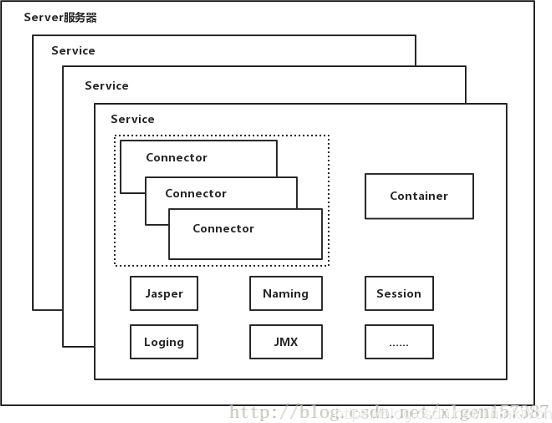 Server服务器
Service
Service
Service
Connector
Connector
Connector
Container
Jasper
Naming
Session
Loging
JMX
......
http://blog.csdn.net/xlgen157387